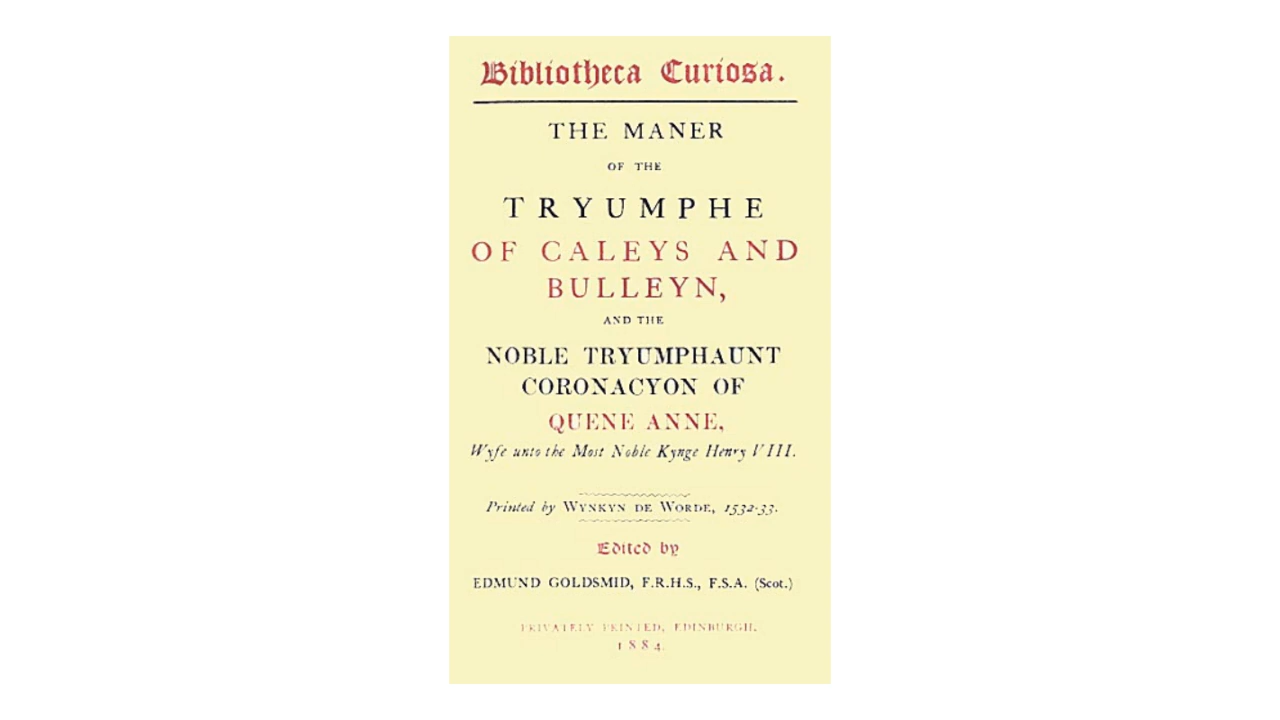 Bibliotheca Curiosa.
THE MANER
OF THE
TRYUMPHE
OF CALEYS AND
BULLEYN,
AND THE
NOBLE TRYUMPHAUNT
CORONACYON OF
QUENE ANNE,
Wyfe unto the Most Noble Kynge Henry VIII.
Printed by WYNKYN DE WORDE, 1532-33.
Edited by
EDMUND GOLDSMID, F.R.H.S., F.S.A. (Scot.)
PRIVATELY PRINTED, EDINBURGH.
1884.